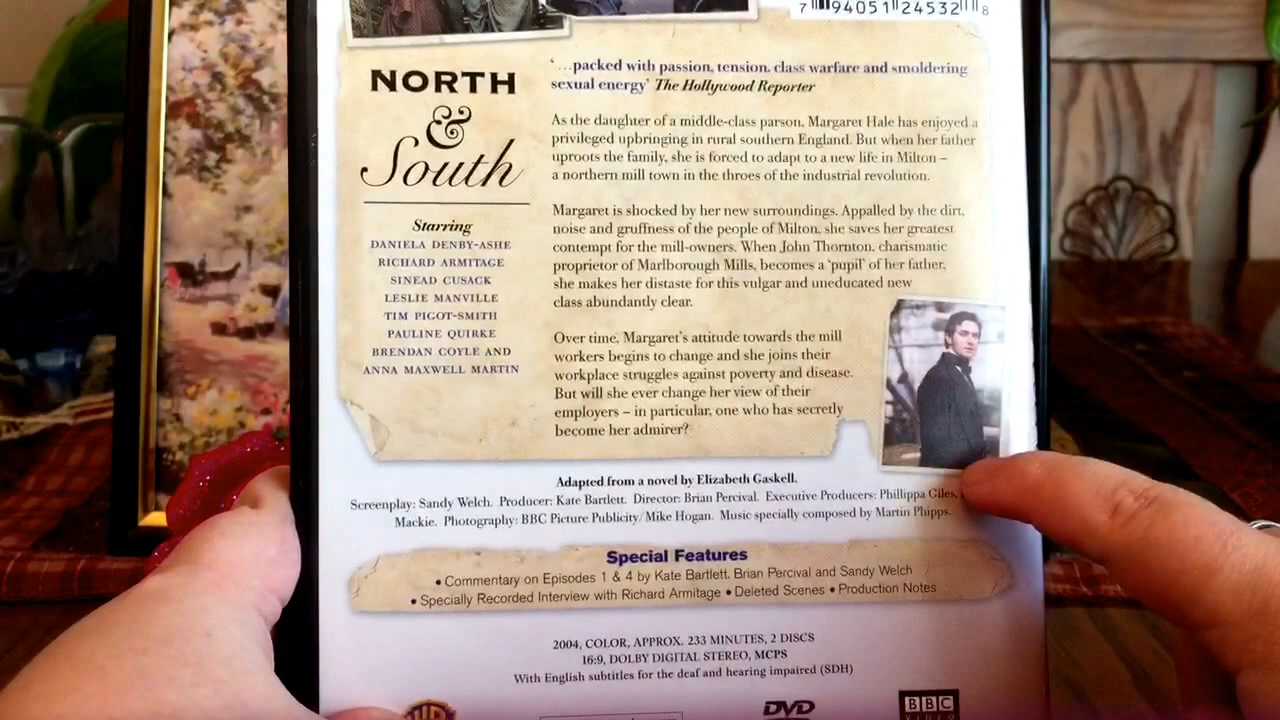 7 94051 24532 8
NORTH
&
South
Starring
DANIELA DENBY-ASHE
RICHARD ARMITAGE
SINEAD CUSACK
LESLIE MANVILLE
TIM PIGOT-SMITH
PAULINE QUIRKE
BRENDAN COYLE AND
ANNA MAXWELL MARTIN
'...packed with passion, tension, class warfare and smoldering
sexual energy' The Hollywood Reporter
As the daughter of a middle-class parson, Margaret Hale has enjoyed a
privileged upbringing in rural southern England. But when her father
uproots the family, she is forced to adapt to a new life in Milton –
a northern mill town in the throes of the industrial revolution.
Margaret is shocked by her new surroundings. Appalled by the dirt,
noise and gruffness of the people of Milton, she saves her greatest
contempt for the mill-owners. When John Thornton, charismatic
proprietor of Marlborough Mills, becomes a 'pupil' of her father,
she makes her distaste for this vulgar and uneducated new
class abundantly clear.
Over time, Margaret's attitude towards the mill
workers begins to change and she joins their
workplace struggles against poverty and disease.
But will she ever change her view of their
employers – in particular, one who has secretly
become her admirer?
Adapted from a novel by Elizabeth Gaskell.
Screenplay: Sandy Welch. Producer: Kate Bartlett. Director: Brian Percival. Executive Producers: Phillippa Giles,
Mackie. Photography: BBC Picture Publicity/Mike Hogan. Music specially composed by Martin Phipps.
Special Features
• Commentary on Episodes 1 & 4 by Kate Bartlett, Brian Percival and Sandy Welch
• Specially Recorded Interview with Richard Armitage • Deleted Scenes • Production Notes
2004, COLOR, APPROX. 233 MINUTES, 2 DISCS
16:9, DOLBY DIGITAL STEREO, MCPS
With English subtitles for the deaf and hearing impaired (SDH)
WB
DVD
BBC
VIDEO